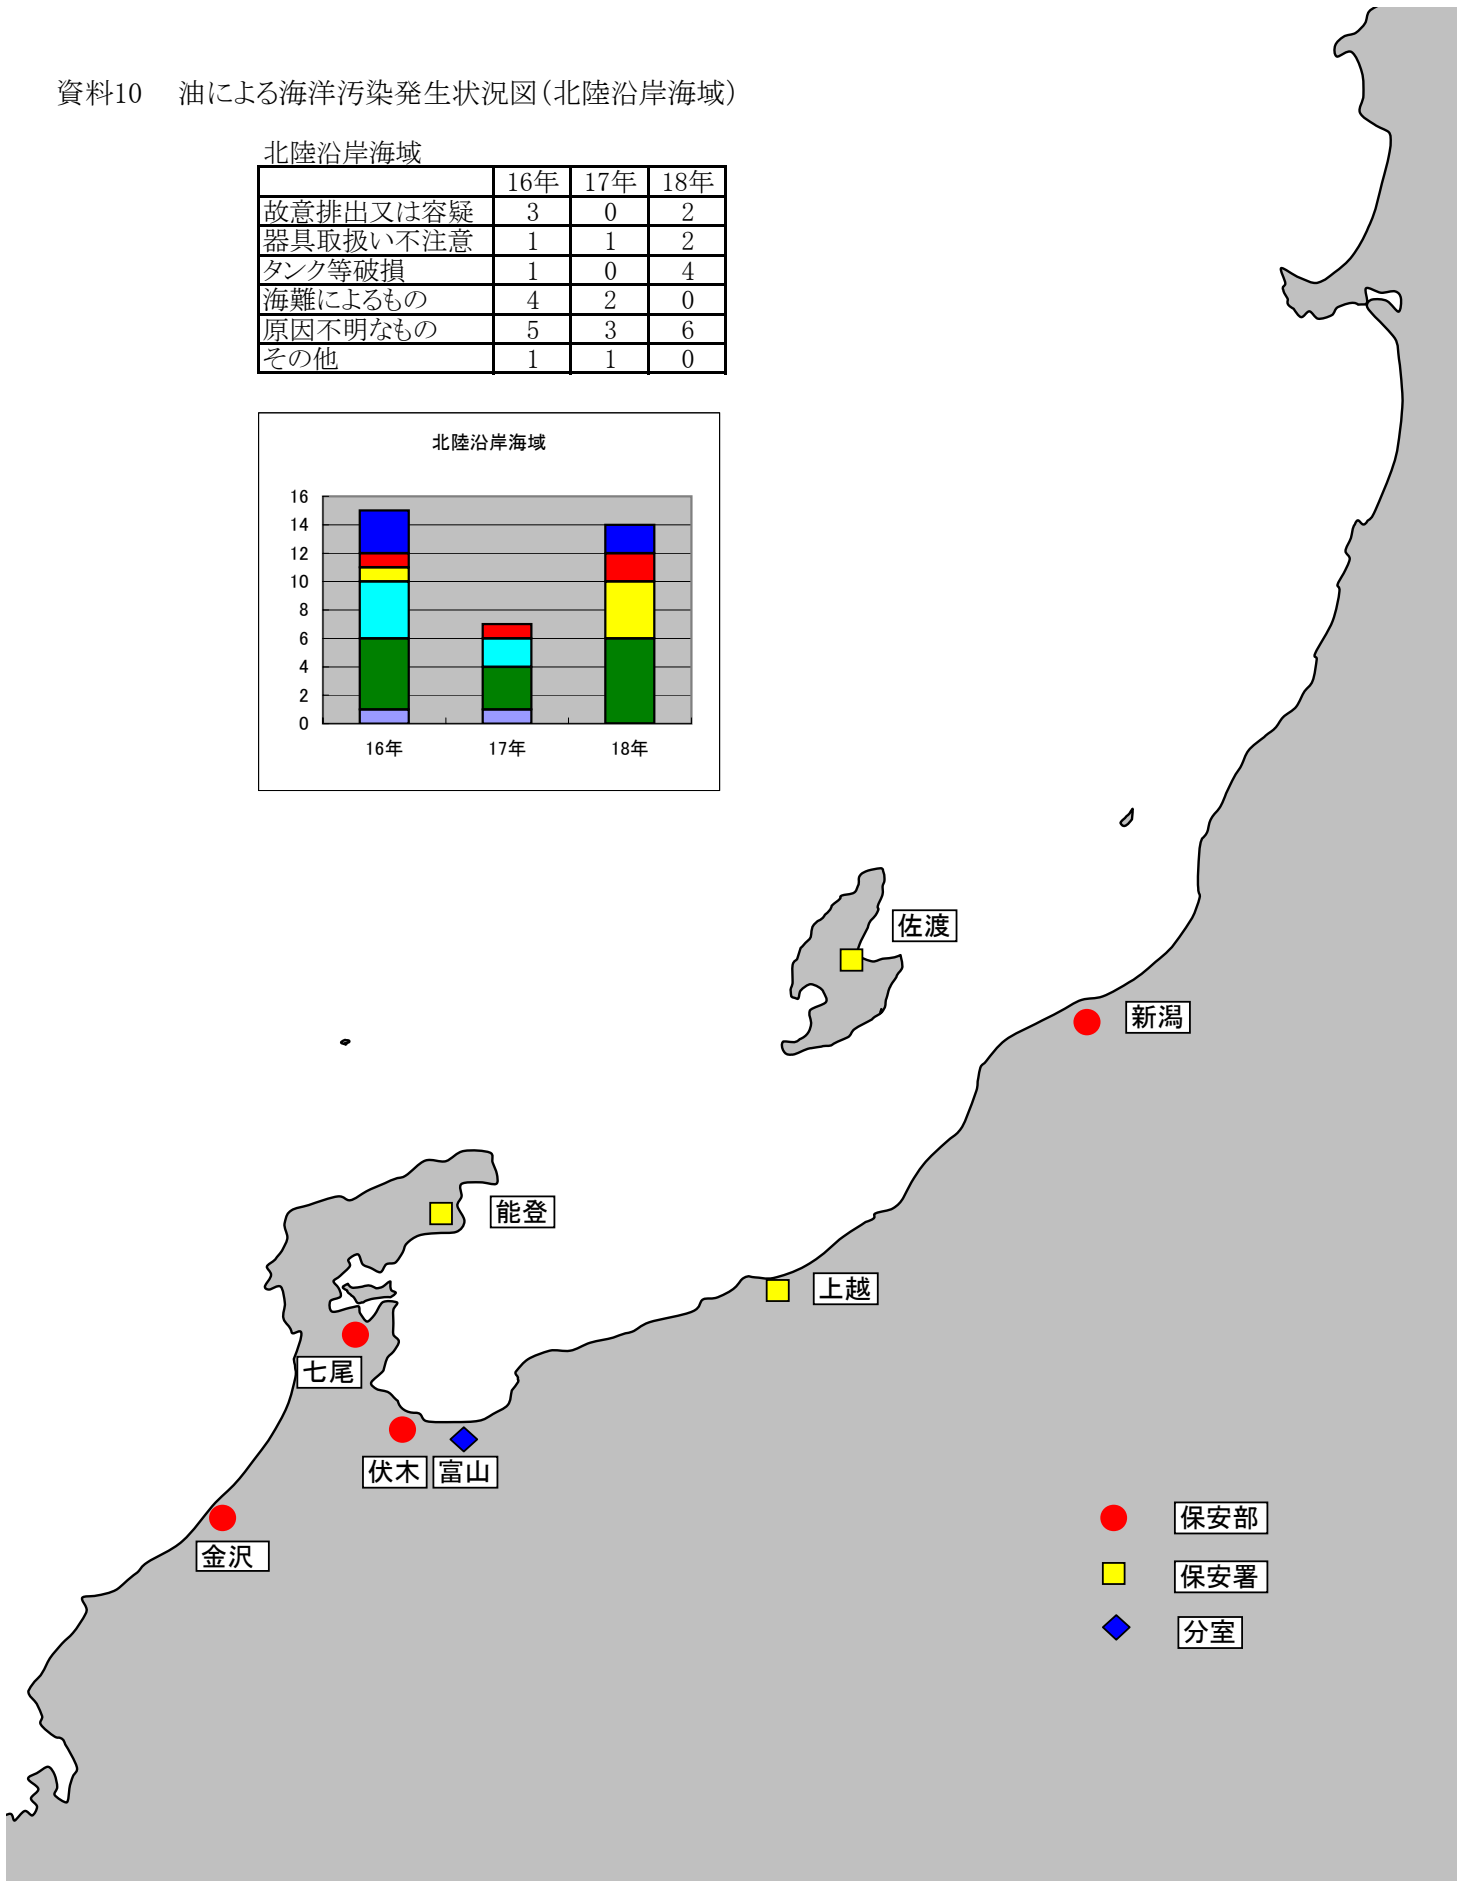 資料10　油による海洋汚染発生状況図（北陸沿岸海域）
北陸沿岸海域
16年 17年 18年
故意排出又は容疑 3 0 2
器具取扱い不注意 1 1 2
タンク等破損 1 0 4
海難によるもの 4 2 0
原因不明なもの 5 3 6
その他 1 1 0
北陸沿岸海域
16
14
12
10
8
6
4
2
0
16年 17年 18年
佐渡
新潟
能登
上越
七尾
伏木 富山
金沢
保安部
保安署
分室